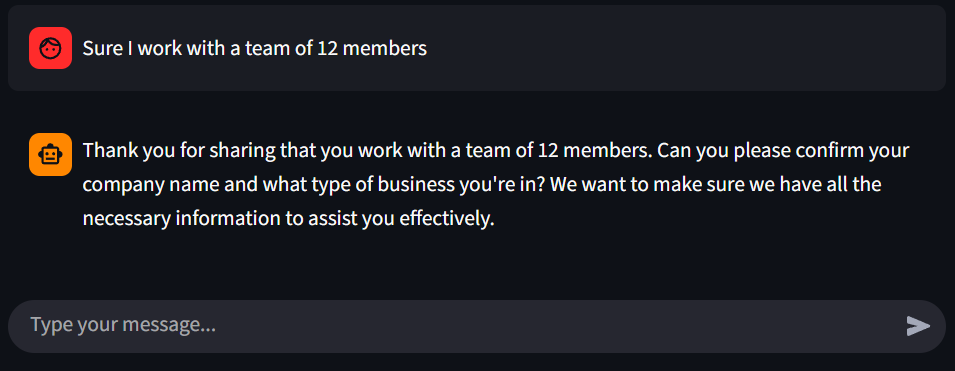 Sure I work with a team of 12 members
Thank you for sharing that you work with a team of 12 members. Can you please confirm your
company name and what type of business you're in? We want to make sure we have all the
necessary information to assist you effectively.
Type your message...